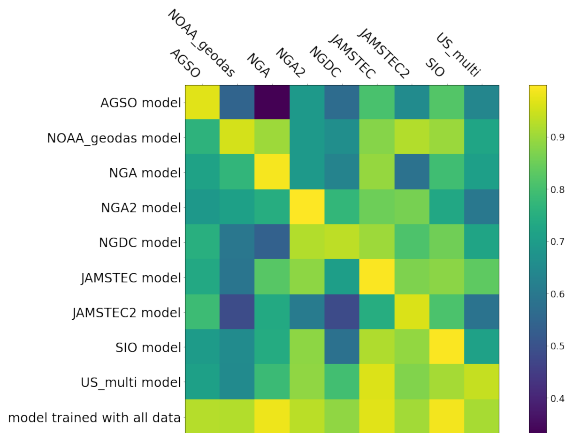 AGSO
NOAA_geodas
NGA
NGA2
NGDC
JAMSTEC
JAMSTEC2
SIO
US_multi
AGSO model
NOAA_geodas model
NGA model
NGA2 model
NGDC model
JAMSTEC model
JAMSTEC2 model
SIO model
US_multi model
model trained with all data
0.9
0.8
0.7
0.6
0.5
0.4